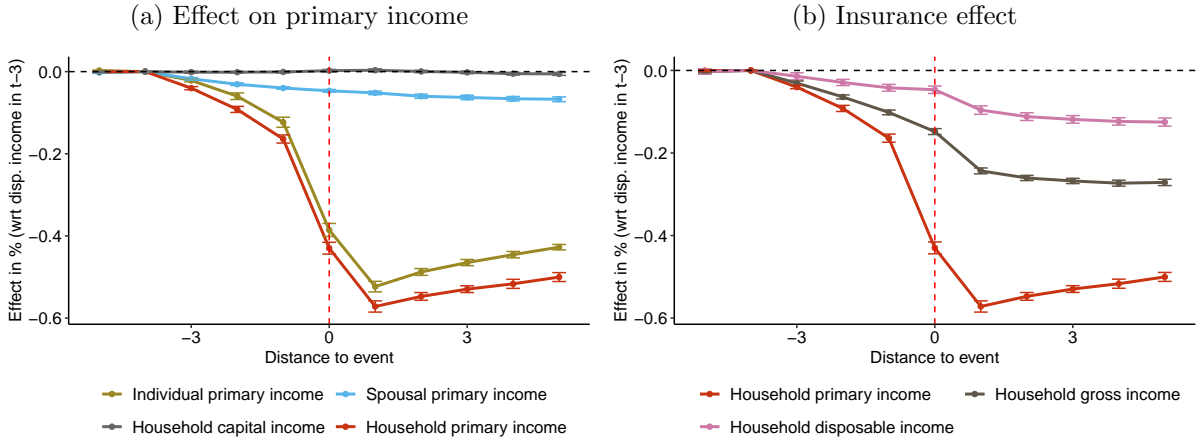 (a) Effect on primary income
Effect in % (wrt disp. income in t−3)
0.0
−0.2
−0.4
−0.6
−3
0
3
Distance to event
Individual primary income
Spousal primary income
Household capital income
Household primary income
(b) Insurance effect
Effect in % (wrt disp. income in t−3)
0.0
−0.2
−0.4
−0.6
−3
0
3
Distance to event
Household primary income
Household gross income
Household disposable income